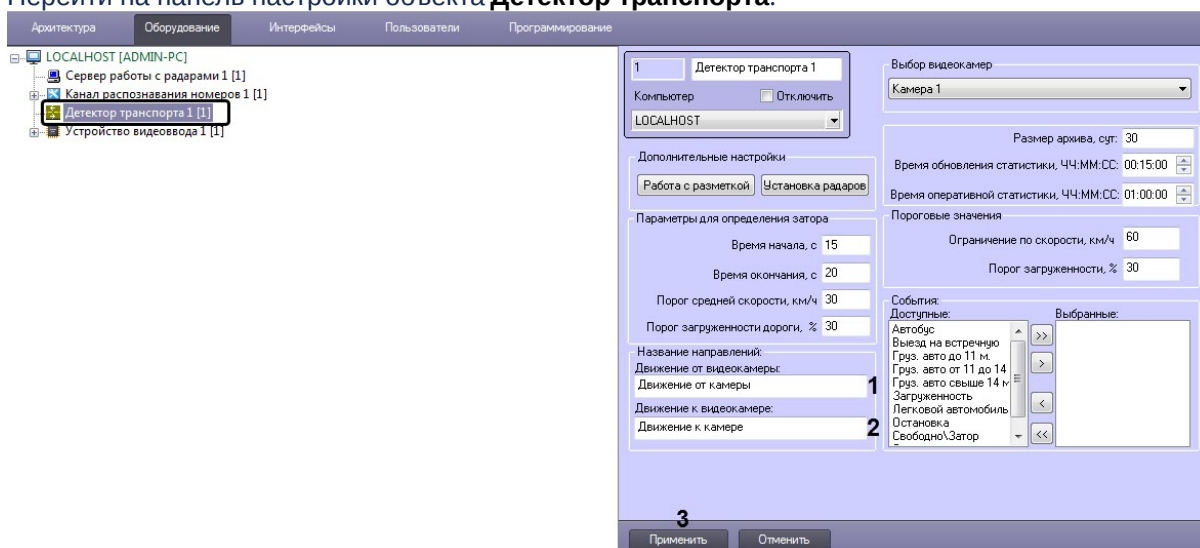 Перейти на панель настройки объекта Детектор транспорта.
Архитектура Оборудование Интерфейсы Пользователи Программирование
LOCALHOST [ADMIN-PC]
Сервер работы с радарами 1 [1]
Канал распознавания номеров 1 [1]
Детектор транспорта 1 [1]
Устройство видеоввода 1 [1]
1 Детектор транспорта 1
Компьютер Отключить
LOCALHOST
Дополнительные настройки
Работа с разметкой Установка радаров
Параметры для определения затора
Время начала, с 15
Время окончания, с 20
Порог средней скорости, км/ч 30
Порог загруженности дороги, % 30
Название направлений:
Движение от видеокамеры:
Движение от камеры 1
Движение к видеокамере:
Движение к камере 2
Выбор видеокамер
Камера 1
Размер архива, сут: 30
Время обновления статистики, ЧЧ:ММ:СС: 00:15:00
Время оперативной статистики, ЧЧ:ММ:СС: 01:00:00
Пороговые значения
Ограничение по скорости, км/ч 60
Порог загруженности, % 30
События:
Доступные: Выбранные:
Автобус
Выезд на встречную
Груз. авто до 11 м.
Груз. авто от 11 до 14
Груз. авто свыше 14 м
Загруженность
Легковой автомобиль
Остановка
Свободно\Затор
>>
>
<
<<
3
Применить Отменить